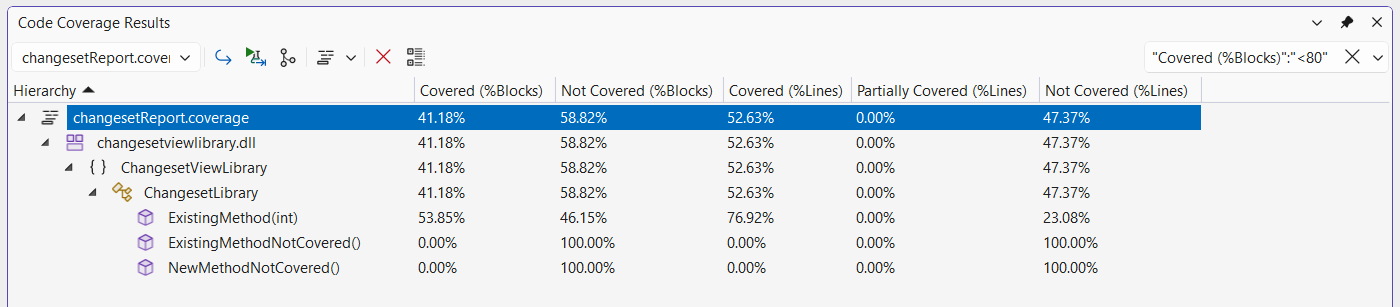 Code Coverage Results
changesetReport.cover
"Covered (%Blocks)":"<80"
Hierarchy Covered (%Blocks) Not Covered (%Blocks) Covered (%Lines) Partially Covered (%Lines) Not Covered (%Lines)
changesetReport.coverage 41.18% 58.82% 52.63% 0.00% 47.37%
changesetviewlibrary.dll 41.18% 58.82% 52.63% 0.00% 47.37%
{ } ChangesetViewLibrary 41.18% 58.82% 52.63% 0.00% 47.37%
ChangesetLibrary 41.18% 58.82% 52.63% 0.00% 47.37%
ExistingMethod(int) 53.85% 46.15% 76.92% 0.00% 23.08%
ExistingMethodNotCovered() 0.00% 100.00% 0.00% 0.00% 100.00%
NewMethodNotCovered() 0.00% 100.00% 0.00% 0.00% 100.00%